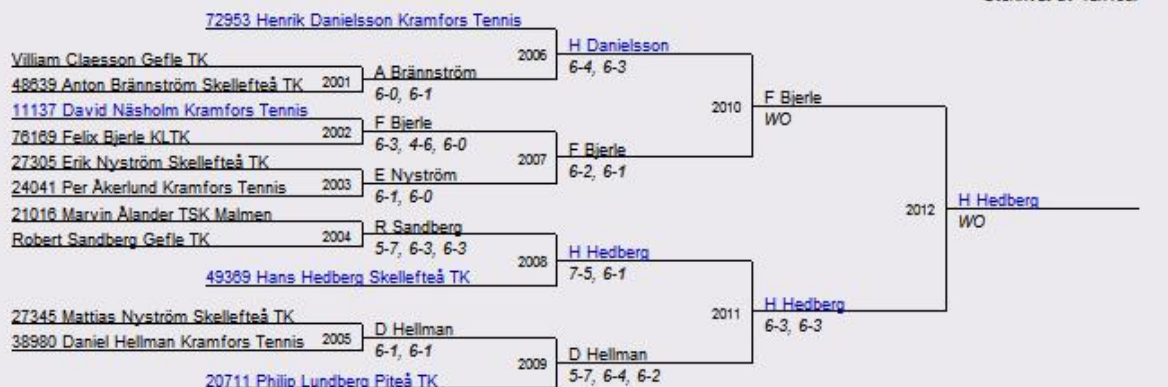 72953 Henrik Danielsson Kramfors Tennis
2006
H Danielsson
6-4, 6-3
Villiam Claesson Gefle TK
48639 Anton Brännström Skellefteå TK
2001
A Brännström
6-0, 6-1
2010
F Bjerle
WO
11137 David Näsholm Kramfors Tennis
76169 Felix Bjerle KLTK
2002
F Bjerle
6-3, 4-6, 6-0
2007
F Bjerle
6-2, 6-1
27305 Erik Nyström Skellefteå TK
24041 Per Åkerlund Kramfors Tennis
2003
E Nyström
6-1, 6-0
2012
H Hedberg
WO
21016 Marvin Ålander TSK Malmen
Robert Sandberg Gefle TK
2004
R Sandberg
5-7, 6-3, 6-3
2008
H Hedberg
7-5, 6-1
49369 Hans Hedberg Skellefteå TK
2011
H Hedberg
6-3, 6-3
27345 Mattias Nyström Skellefteå TK
38980 Daniel Hellman Kramfors Tennis
2005
D Hellman
6-1, 6-1
2009
D Hellman
5-7, 6-4, 6-2
20711 Philip Lundberg Piteå TK